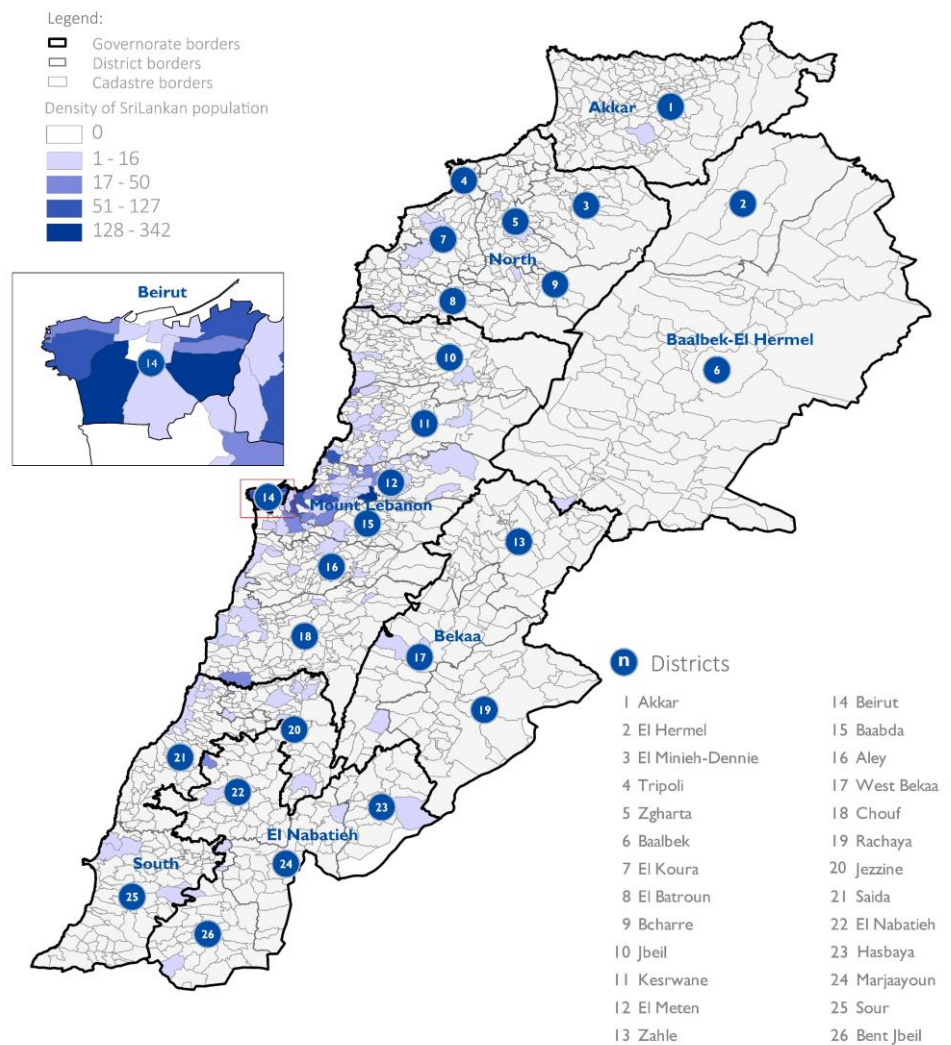 Legend:
Governorate borders
District borders
Cadastre borders
Density of SriLankan population
0
1 - 16
17 - 50
51 - 127
128 - 342
Beirut
14
Akkar
1
2
4
3
5
7
North
9
8
Baalbek-El Hermel
6
10
11
12
14
Mount Lebanon
15
13
16
18
Bekaa
17
19
20
21
22
23
El Nabatieh
24
South
25
26
n Districts
1 Akkar
2 El Hermel
3 El Minieh-Dennie
4 Tripoli
5 Zgharta
6 Baalbek
7 El Koura
8 El Batroun
9 Bcharre
10 Jbeil
11 Kesrwane
12 El Meten
13 Zahle
14 Beirut
15 Baabda
16 Aley
17 West Bekaa
18 Chouf
19 Rachaya
20 Jezzine
21 Saida
22 El Nabatieh
23 Hasbaya
24 Marjaayoun
25 Sour
26 Bent Jbeil